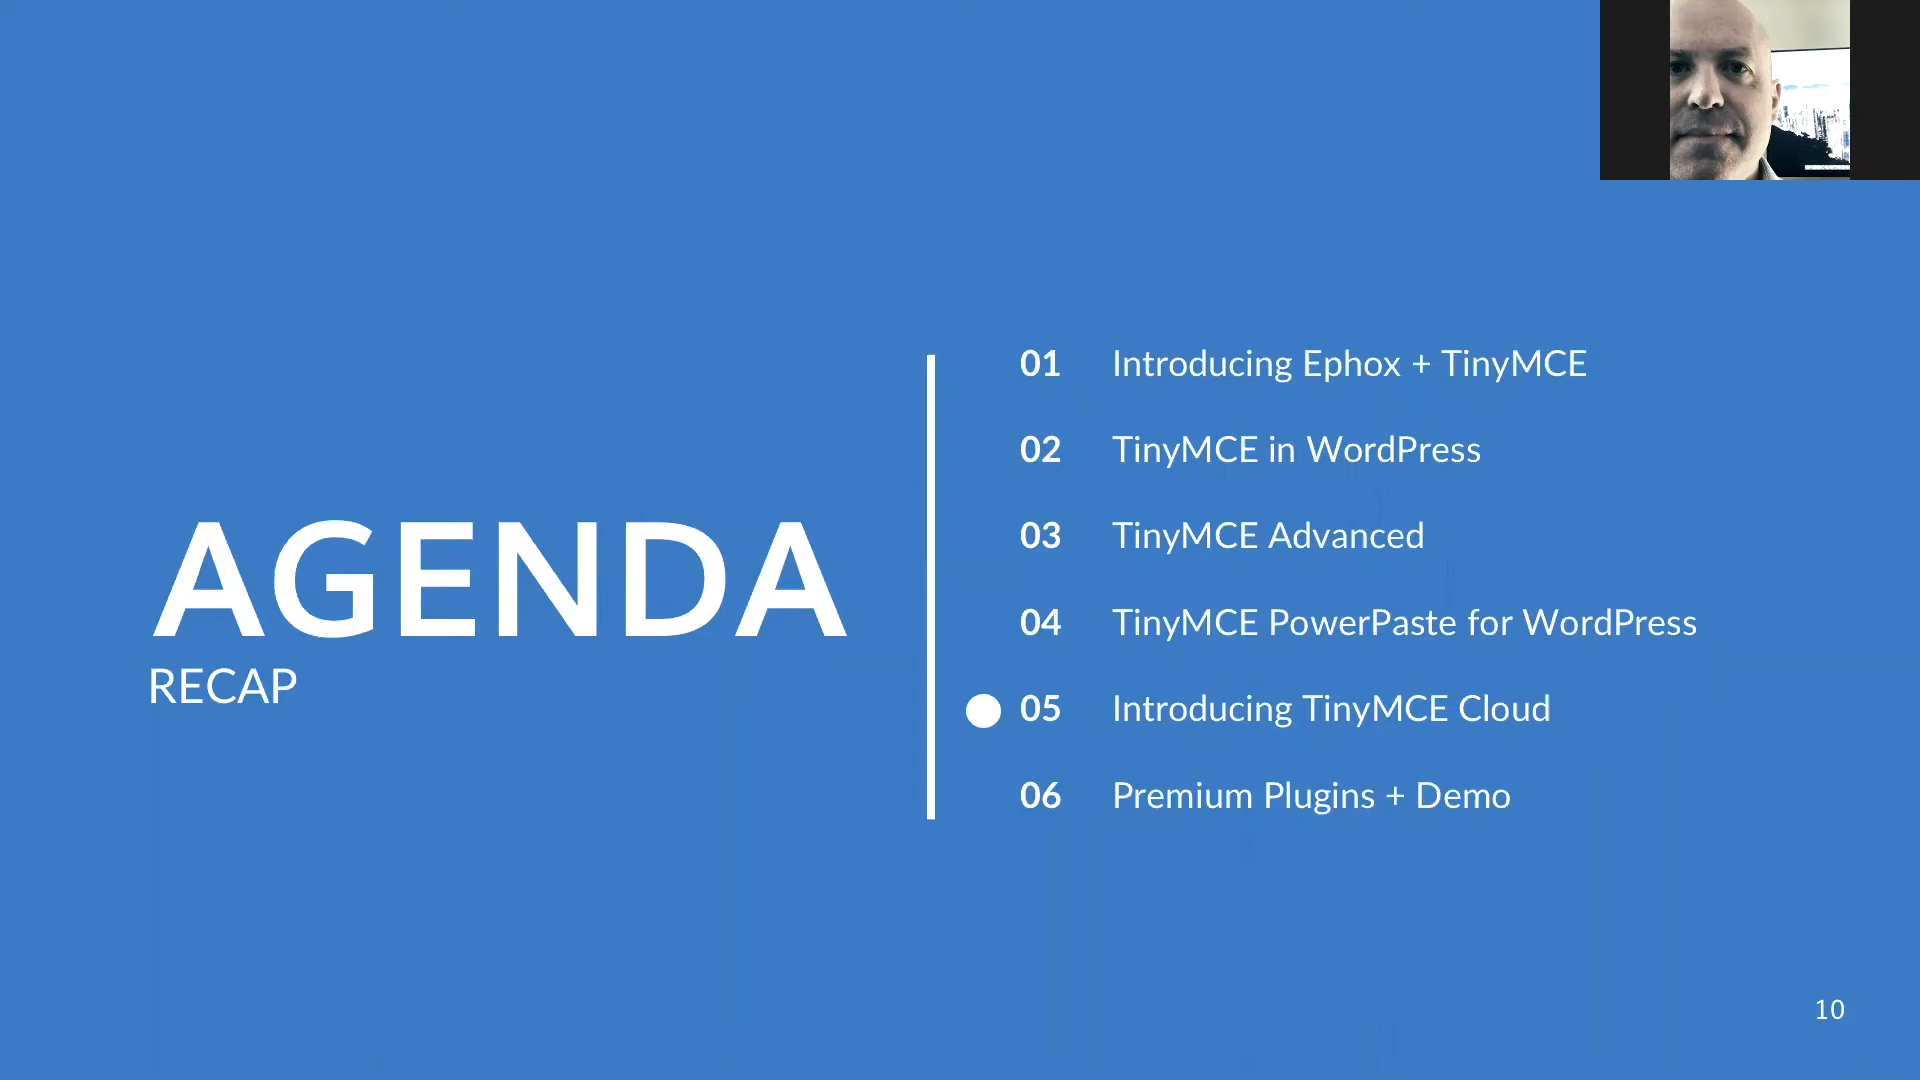 AGENDA
RECAP
01 Introducing Ephox + TinyMCE
02 TinyMCE in WordPress
03 TinyMCE Advanced
04 TinyMCE PowerPaste for WordPress
05 Introducing TinyMCE Cloud
06 Premium Plugins + Demo
10